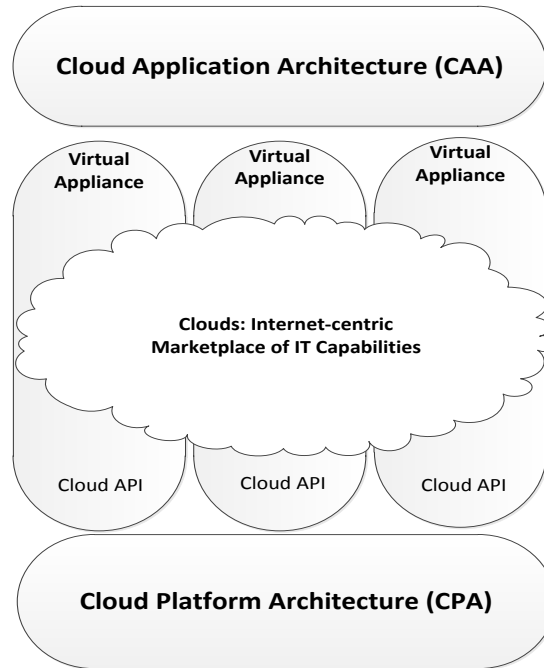 Cloud Application Architecture (CAA)
Virtual
Appliance
Virtual
Appliance
Virtual
Appliance
Clouds: Internet-centric
Marketplace of IT Capabilities
Cloud API
Cloud API
Cloud API
Cloud Platform Architecture (CPA)